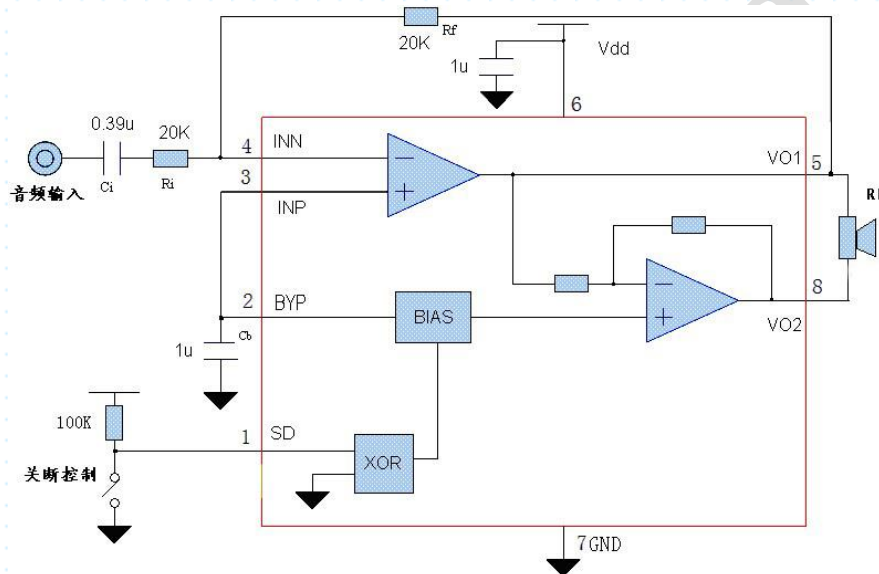 Rf
20K
Vdd
1u
6
0.39u
20K
4
INN
VO1
5
Ci
Ri
3
音频输入
INP
8
2
BYP
BIAS
VO2
Cb
1u
100K
1
SD
XOR
关断控制
7GND